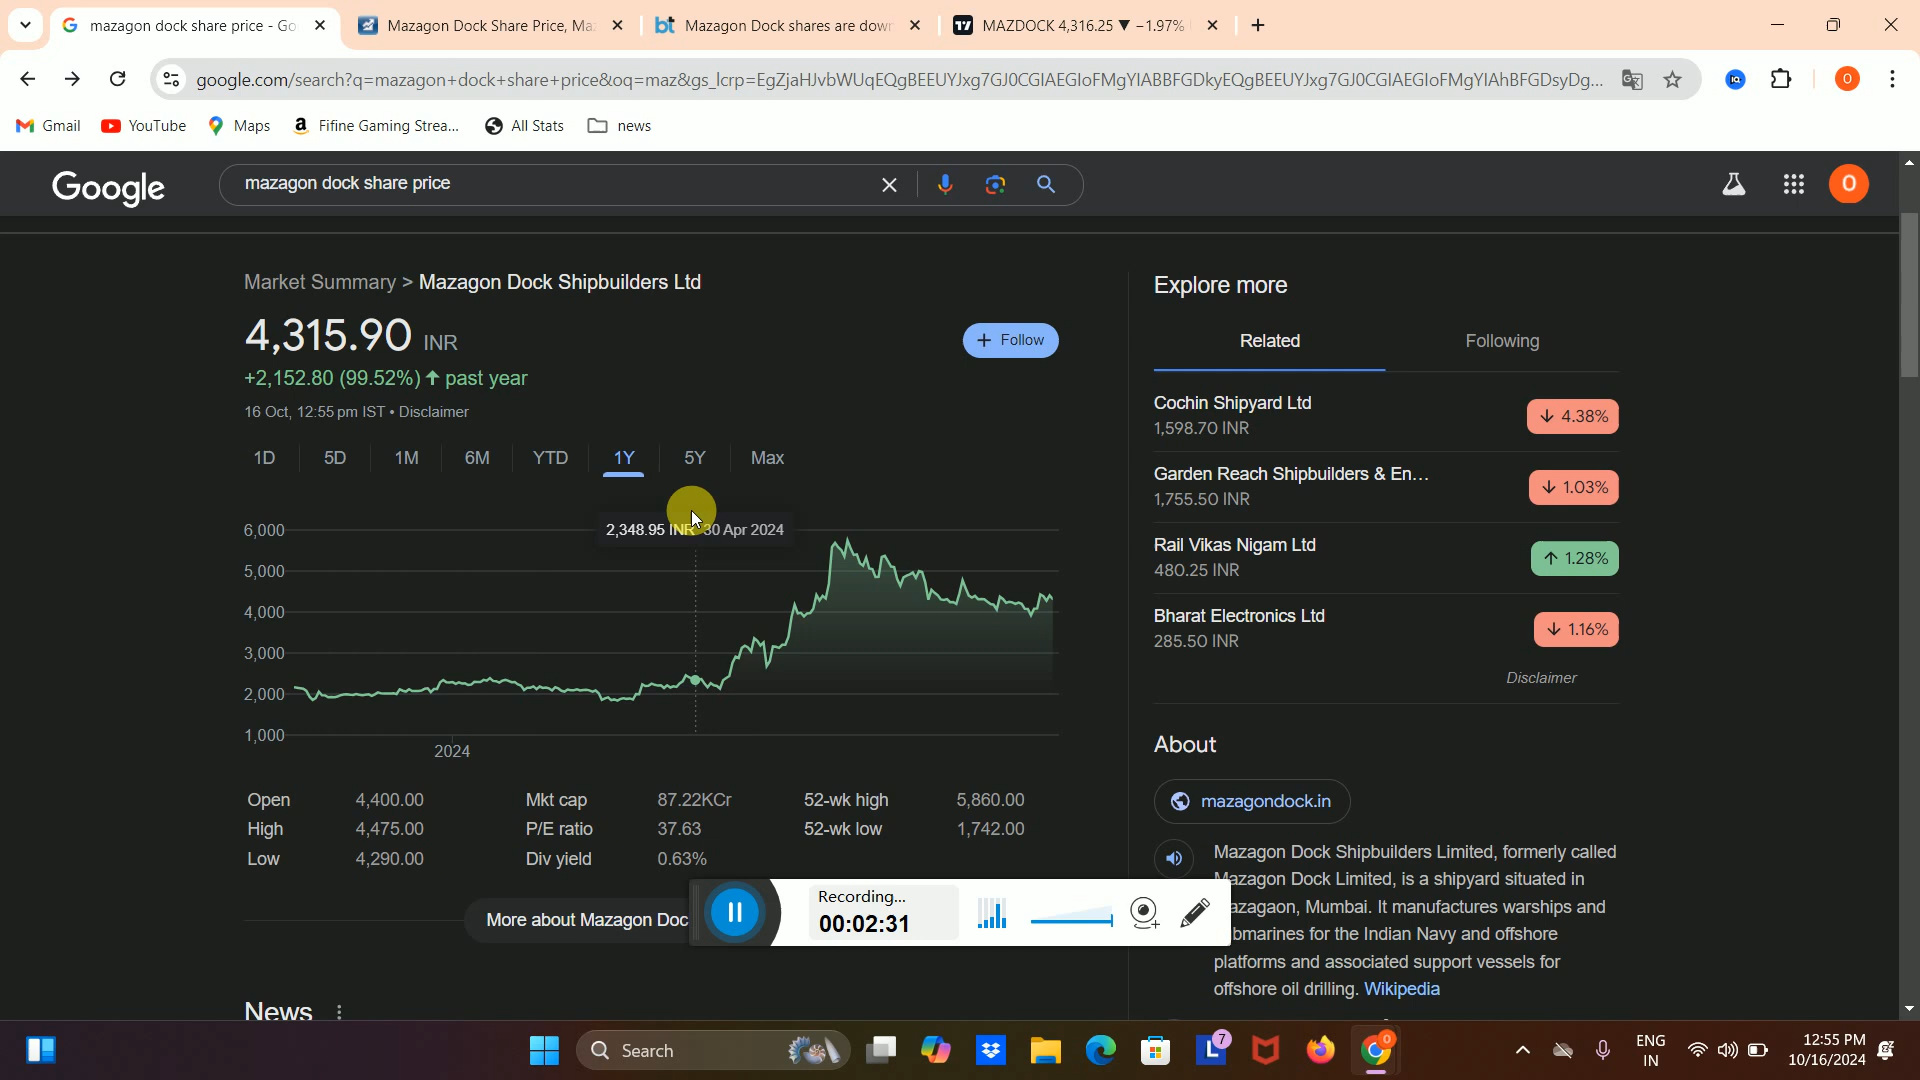 mazagon dock share price - Go
Mazagon Dock Share Price, Ma
bt Mazagon Dock shares are dow
MAZDOCK 4,316.25 ▼ −1.97%
google.com/search?q=mazagon+dock+share+price&oq=maz&gs_lcrp=EgZjaHJvbWUqEQgBEEUYJxg7GJ0CGIAEGIoFMgYIABBFGDkyEQgBEEUYJxg7GJ0CGIAEGIoFMgYIAhBFGDsyDg...
O
Gmail YouTube Maps Fifine Gaming Strea... All Stats news
Google
mazagon dock share price
O
Market Summary > Mazagon Dock Shipbuilders Ltd
4,315.90 INR
+ Follow
+2,152.80 (99.52%) ↑ past year
16 Oct, 12:55 pm IST • Disclaimer
1D 5D 1M 6M YTD 1Y 5Y Max
2,348.95 INR 30 Apr 2024
6,000
5,000
4,000
3,000
2,000
1,000
2024
Open 4,400.00 Mkt cap 87.22KCr 52-wk high 5,860.00
High 4,475.00 P/E ratio 37.63 52-wk low 1,742.00
Low 4,290.00 Div yield 0.63%
More about Mazagon Doc
Recording...
00:02:31
News
Explore more
Related Following
Cochin Shipyard Ltd
1,598.70 INR
↓ 4.38%
Garden Reach Shipbuilders & En...
1,755.50 INR
↓ 1.03%
Rail Vikas Nigam Ltd
480.25 INR
↑ 1.28%
Bharat Electronics Ltd
285.50 INR
↓ 1.16%
Disclaimer
About
mazagondock.in
Mazagon Dock Shipbuilders Limited, formerly called
Mazagon Dock Limited, is a shipyard situated in
azagaon, Mumbai. It manufactures warships and
bmarines for the Indian Navy and offshore
platforms and associated support vessels for
offshore oil drilling. Wikipedia
Search
L 7
0
ENG
IN
12:55 PM
10/16/2024